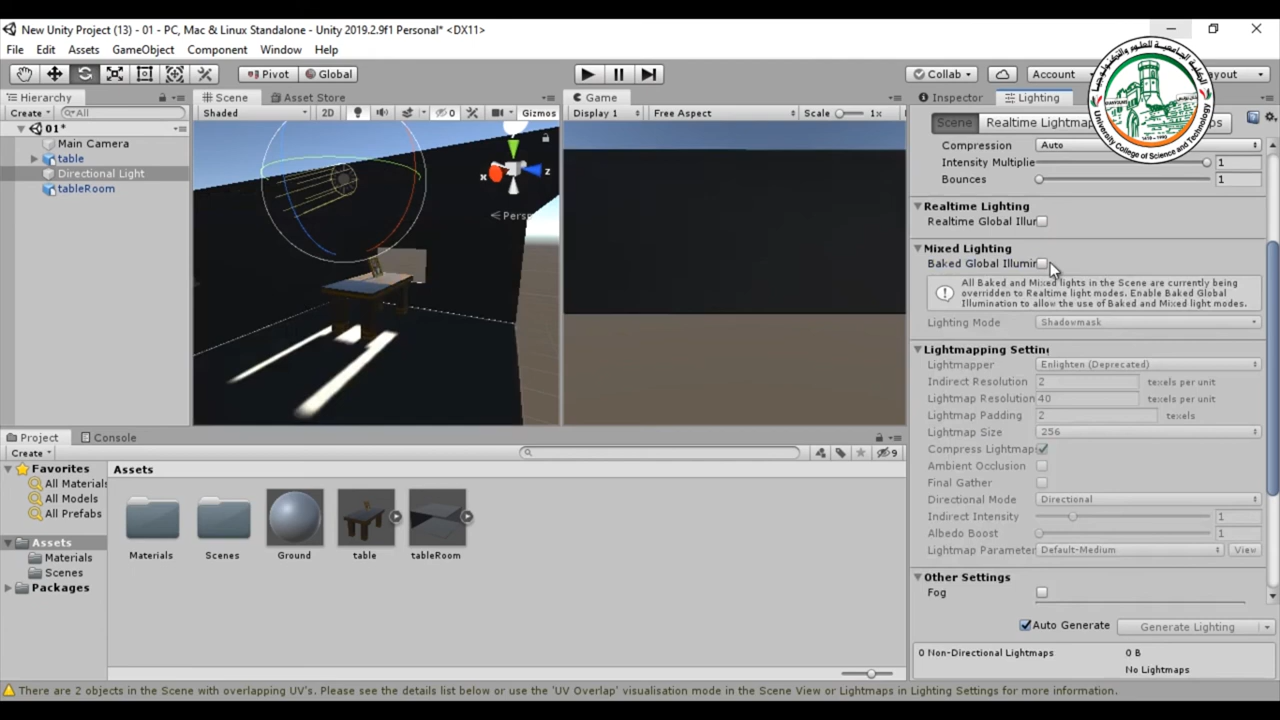 New Unity Project (13) - 01 - PC, Mac & Linux Standalone - Unity 2019.2.9f1 Personal* <DX11>
File Edit Assets GameObject Component Window Help
Pivot Global Collab Account Layout
Hierarchy Scene Asset Store Game Inspector Lighting
Create All Shaded 2D 0 Gizmos Display 1 Free Aspect Scale 1x
Scene Realtime Lightmap
01*
Main Camera
table
Directional Light
tableRoom
x z
Persp
Compression Auto
Intensity Multiplie 1
Bounces 1
Realtime Lighting
Realtime Global Illur
Mixed Lighting
Baked Global Illumir
All Baked and Mixed lights in the Scene are currently being
overridden to Realtime light modes. Enable Baked Global
Illumination to allow the use of Baked and Mixed light modes.
Lighting Mode Shadowmask
Lightmapping Settin
Lightmapper Enlighten (Deprecated)
Indirect Resolution 2 texels per unit
Lightmap Resolution 40 texels per unit
Lightmap Padding 2 texels
Lightmap Size 256
Compress Lightmap
Ambient Occlusion
Final Gather
Directional Mode Directional
Indirect Intensity 1
Albedo Boost 1
Lightmap Parameter Default-Medium View
Other Settings
Fog
Auto Generate Generate Lighting
0 Non-Directional Lightmaps 0 B
No Lightmaps
Project Console
Create 9
Favorites
All Materials
All Models
All Prefabs
Assets
Materials
Scenes
Packages
Assets
Materials Scenes Ground table tableRoom
There are 2 objects in the Scene with overlapping UV's. Please see the details list below or use the 'UV Overlap' visualisation mode in the Scene View or Lightmaps in Lighting Settings for more information.
الكلية الجامعية للعلوم والتكنولوجيا
University College of Science and Technology